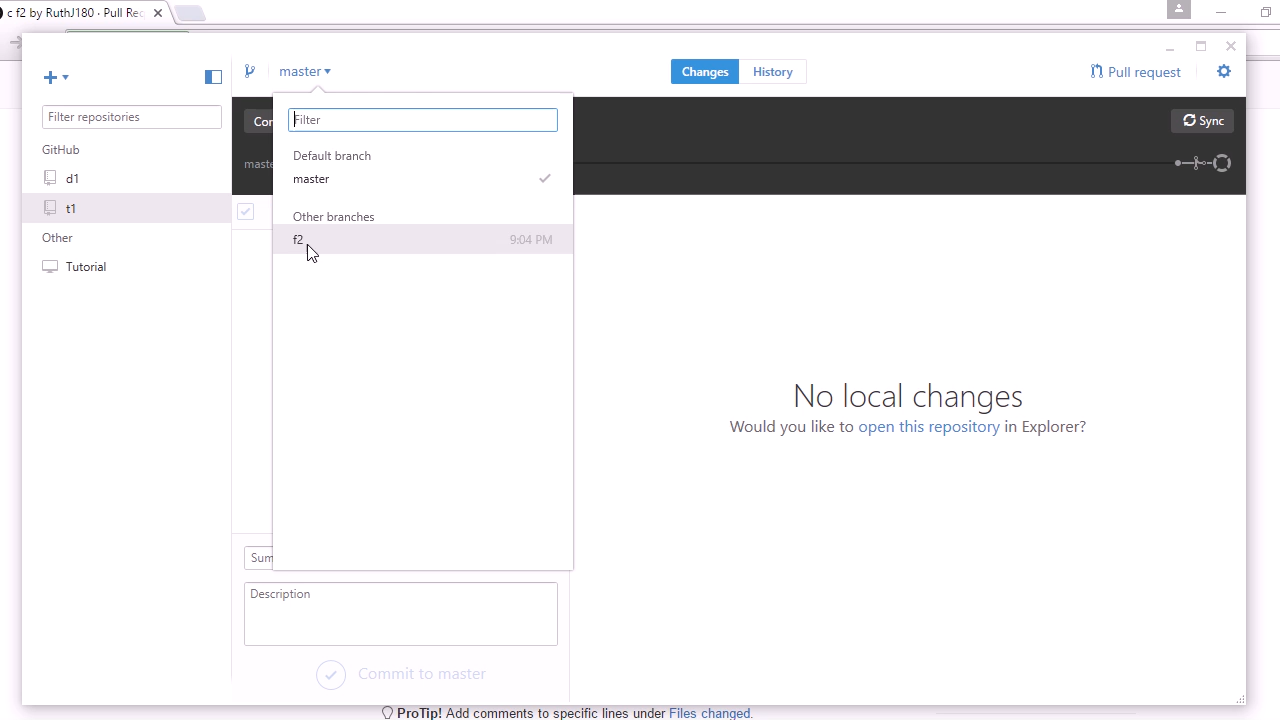 c f2 by RuthJ180 · Pull Rec
master
Changes
History
Pull request
Filter repositories
GitHub
d1
t1
Other
Tutorial
Filter
Default branch
master
Other branches
f2 9:04 PM
Sync
No local changes
Would you like to open this repository in Explorer?
Description
Commit to master
ProTip! Add comments to specific lines under Files changed.